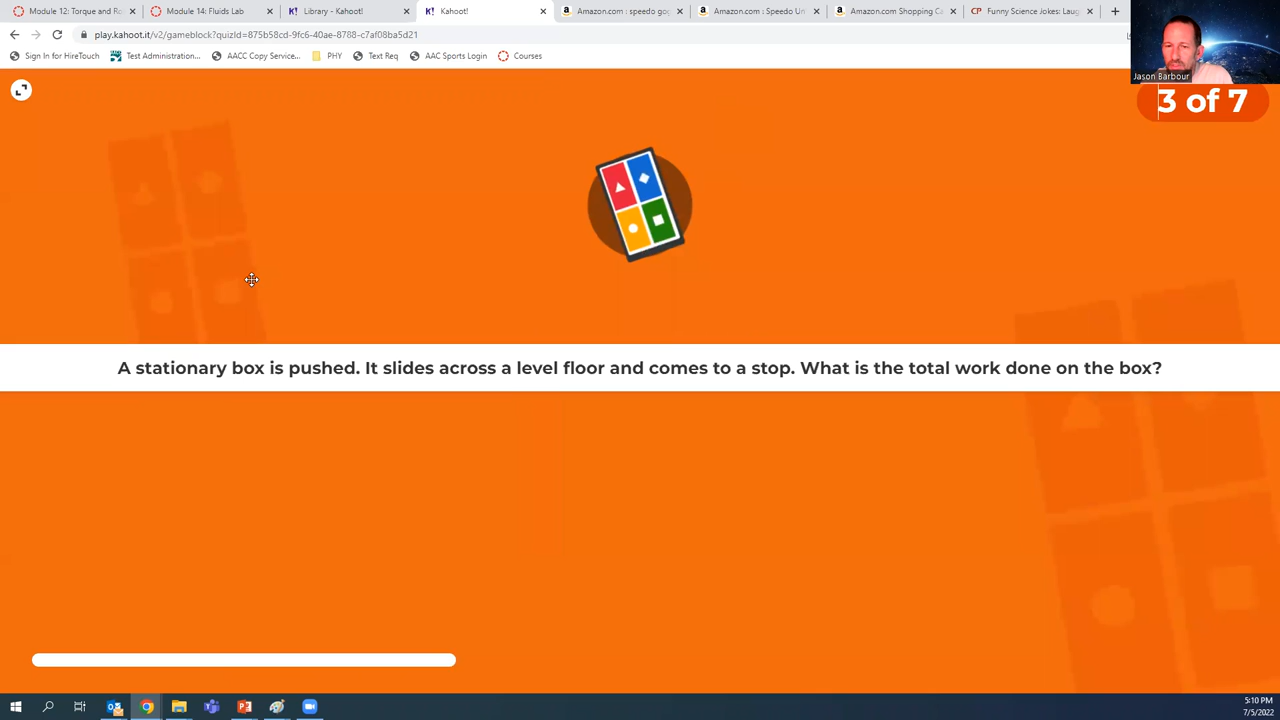 Module 12: Torque and Ro
Module 14: Fluids Lab
K! Library - Kahoot!
K! Kahoot!
Amazon.com : speedo gog
Amazon.com : Speedo Un
Amazon.com Shopping Ca
CP Funny Science Jokes: Laug
play.kahoot.it/v2/gameblock?quizId=875b58cd-9fc6-40ae-8788-c7af08ba5d21
Sign In for HireTouch
Test Administration...
AACC Copy Service...
PHY
Text Req
AAC Sports Login
Courses
Jason Barbour
3 of 7
A stationary box is pushed. It slides across a level floor and comes to a stop. What is the total work done on the box?
5:10 PM
7/5/2022